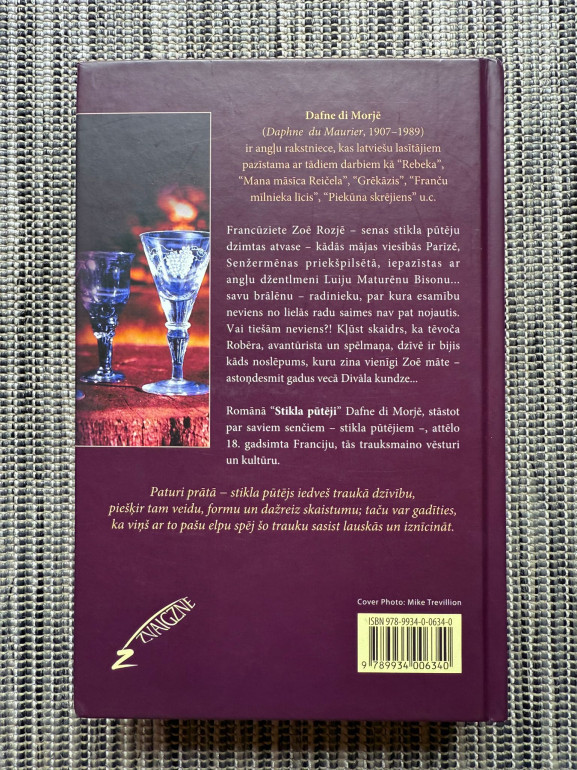 Dafne di Morjē
(Daphne du Maurier, 1907–1989)
ir angļu rakstniece, kas latviešu lasītājiem
pazīstama ar tādiem darbiem kā “Rebeka”,
“Mana māsīca Reičela”, “Grēkāzis”, “Franču
mīlnieka līcis”, “Piekūna skrējiens” u.c.
Francūziete Zoē Rozjē – senas stikla pūtēju
dzimtas atvase – kādās mājas viesībās Parīzē,
Senžermēnas priekšpilsētā, iepazīstas ar
angļu džentlmeni Luiju Maturēnu Bisonu...
savu brālēnu – radinieku, par kura esamību
neviens no lielās radu saimes nav pat nojautis.
Vai tiešām neviens?! Kļūst skaidrs, ka tēvoča
Robēra, avantūrista un spēlmaņa, dzīvē ir bijis
kāds noslēpums, kuru zina vienīgi Zoē māte –
astoņdesmit gadus vecā Divāla kundze...
Romānā “Stikla pūtēji” Dafne di Morjē, stāstot
par saviem senčiem – stikla pūtējiem –, attēlo
18. gadsimta Franciju, tās trauksmaino vēsturi
un kultūru.
Paturi prātā – stikla pūtējs iedveš traukā dzīvību,
piešķir tam veidu, formu un dažreiz skaistumu; taču var gadīties,
ka viņš ar to pašu elpu spēj šo trauku sasist lauskās un iznīcināt.
Cover Photo: Mike Trevillion
ISBN 978-9934-0-0634-0
9 789934 006340
ZVAIGZNE